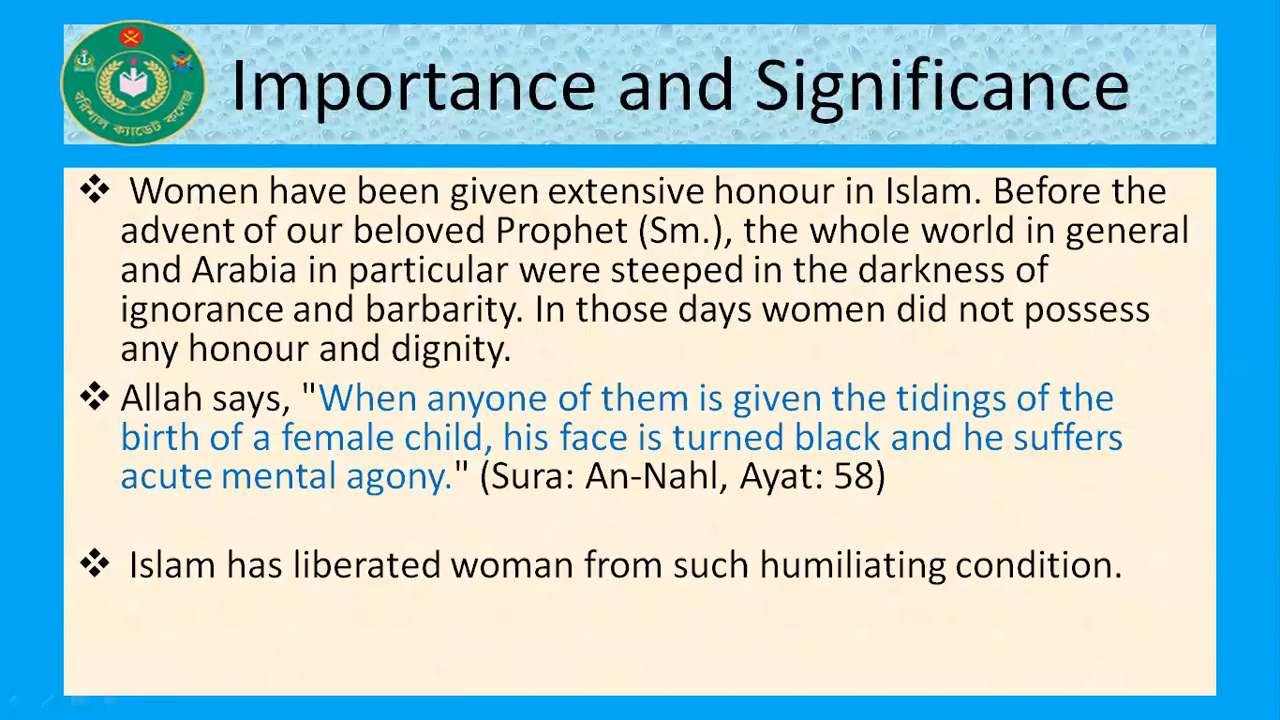 বরিশাল ক্যাডেট কলেজ
Importance and Significance
❖ Women have been given extensive honour in Islam. Before the
advent of our beloved Prophet (Sm.), the whole world in general
and Arabia in particular were steeped in the darkness of
ignorance and barbarity. In those days women did not possess
any honour and dignity.
❖ Allah says, "When anyone of them is given the tidings of the
birth of a female child, his face is turned black and he suffers
acute mental agony." (Sura: An-Nahl, Ayat: 58)
❖ Islam has liberated woman from such humiliating condition.